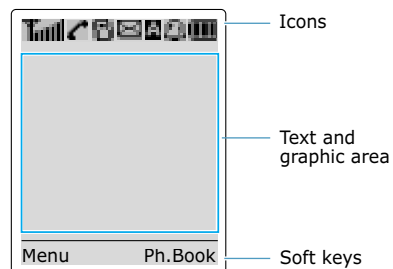 Icons
Text and
graphic area
Menu Ph.Book
Soft keys